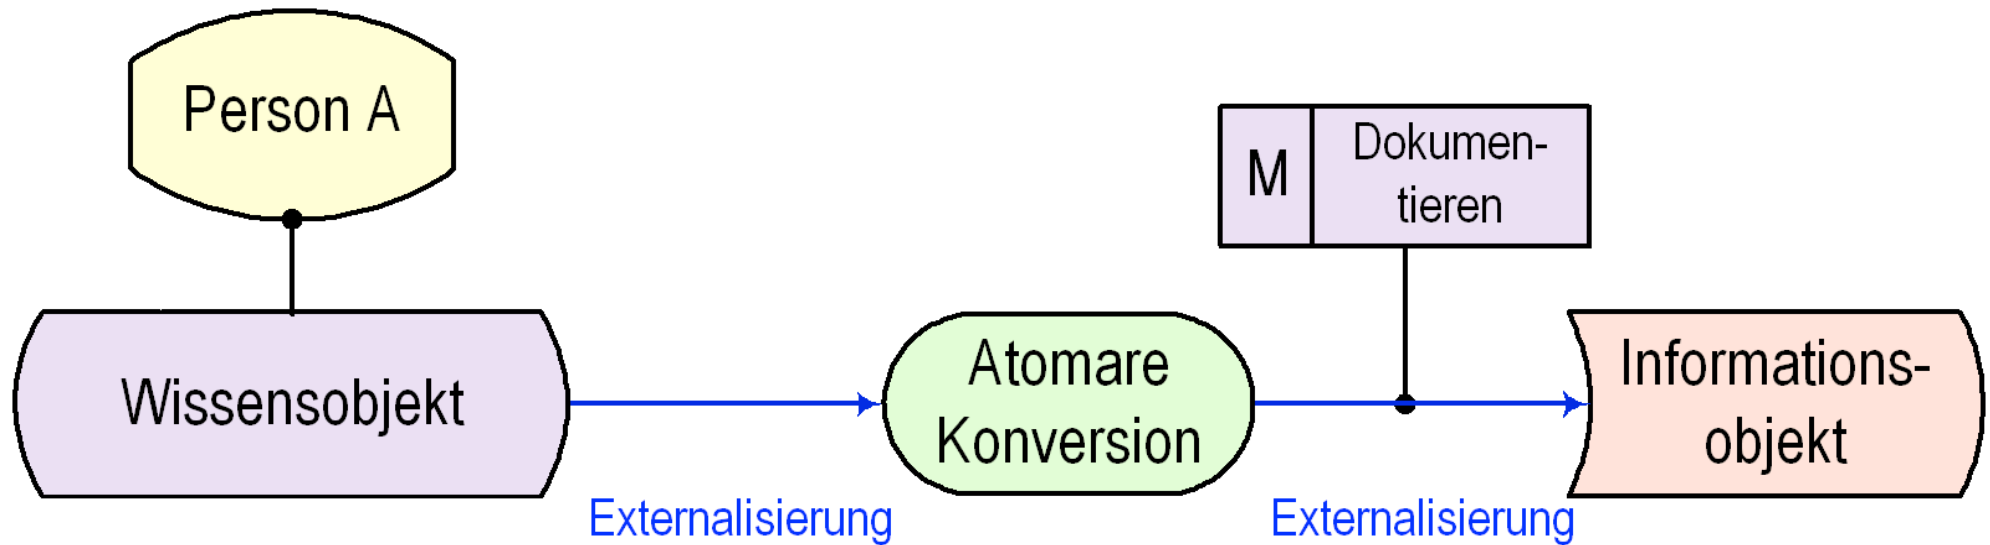 Person A
Wissensobjekt
Externalisierung
Atomare
Konversion
M
Dokumen-
tieren
Externalisierung
Informations-
objekt